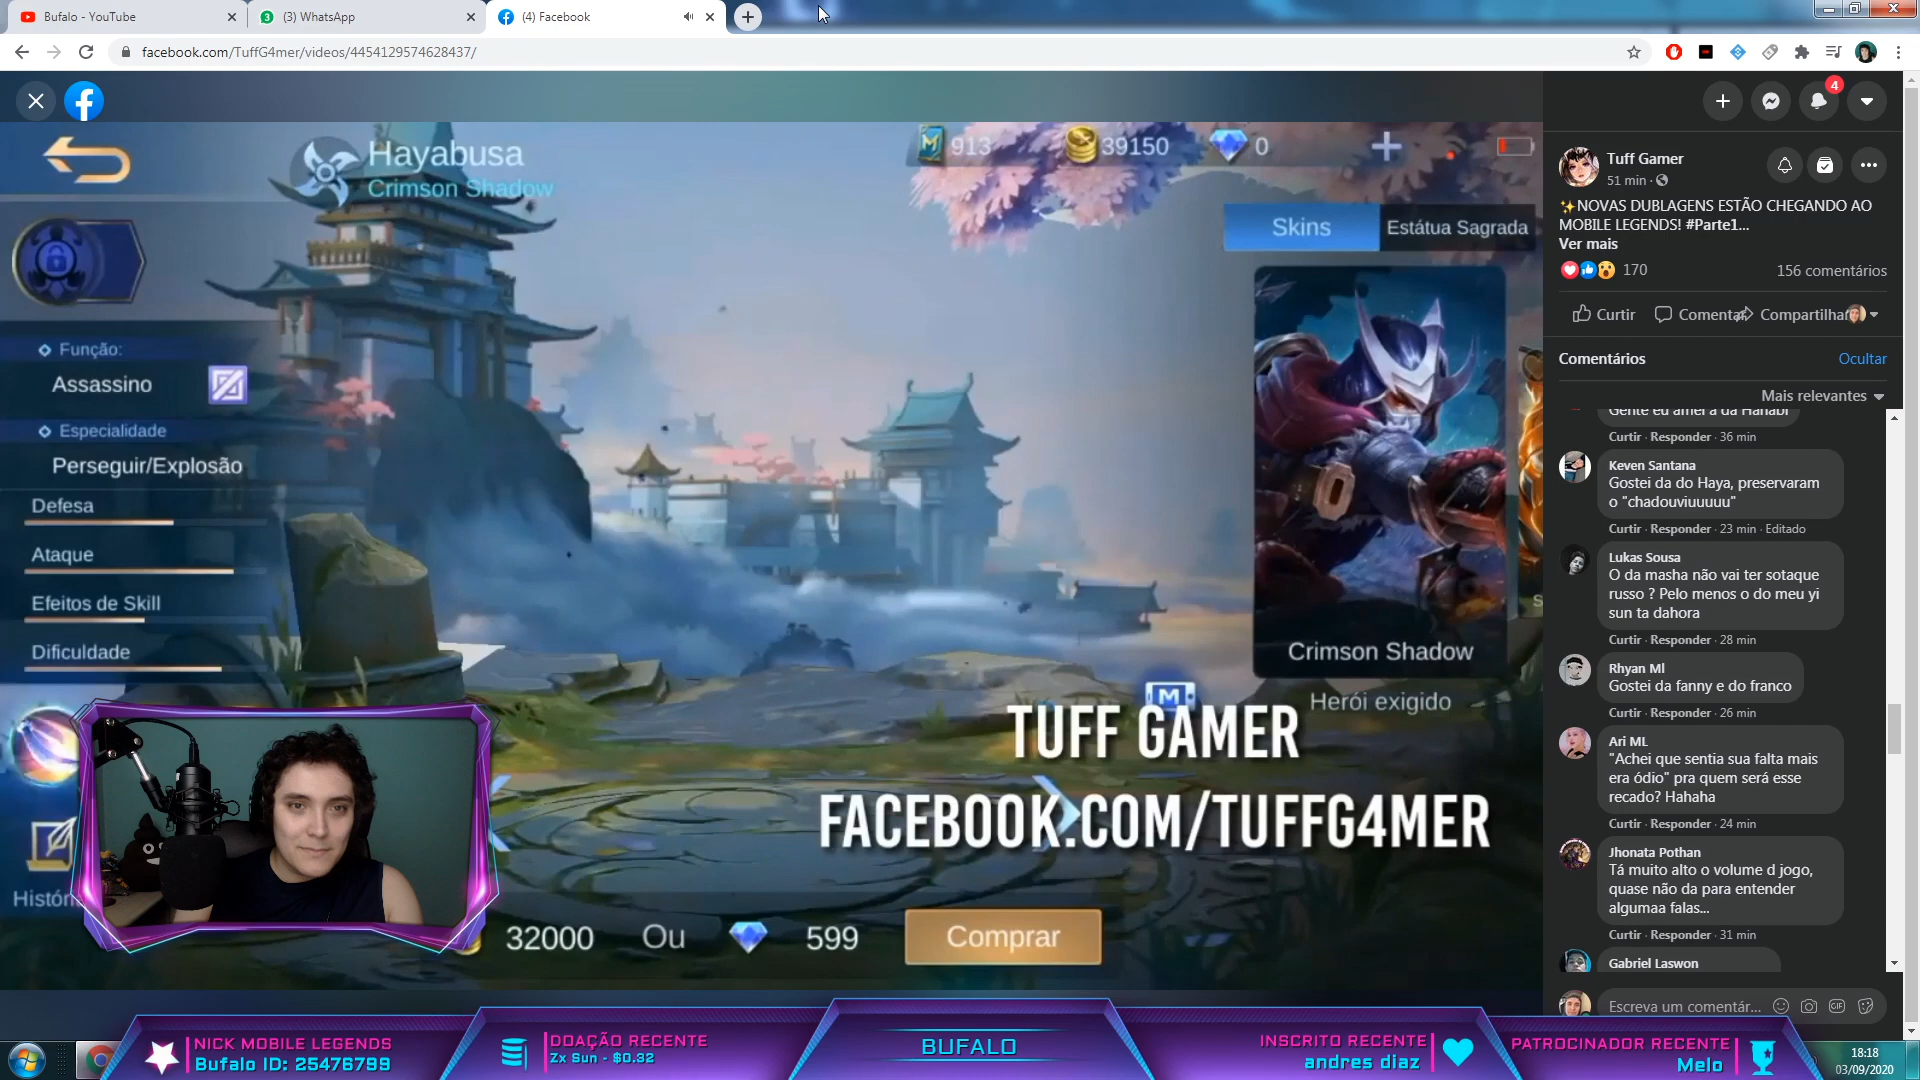 Bufalo - YouTube
(3) WhatsApp
(4) Facebook
facebook.com/TuffG4mer/videos/4454129574628437/
Hayabusa
Crimson Shadow
913
39150
0
Skins
Estátua Sagrada
Função:
Assassino
Especialidade
Perseguir/Explosão
Defesa
Ataque
Efeitos de Skill
Dificuldade
Crimson Shadow
Herói exigido
TUFF GAMER
FACEBOOK.COM/TUFFG4MER
32000
Ou
599
Comprar
4
Tuff Gamer
51 min ·
✨NOVAS DUBLAGENS ESTÃO CHEGANDO AO
MOBILE LEGENDS! #Parte1...
Ver mais
170
156 comentários
Curtir
Comentar
Compartilhar
Comentários
Ocultar
Mais relevantes
Gente eu amei a da Hanabi
Curtir · Responder · 36 min
Keven Santana
Gostei da do Haya, preservaram
o "chadouviuuuuu"
Curtir · Responder · 23 min · Editado
Lukas Sousa
O da masha não vai ter sotaque
russo ? Pelo menos o do meu yi
sun ta dahora
Curtir · Responder · 28 min
Rhyan Ml
Gostei da fanny e do franco
Curtir · Responder · 26 min
Ari ML
"Achei que sentia sua falta mais
era ódio" pra quem será esse
recado? Hahaha
Curtir · Responder · 24 min
Jhonata Pothan
Tá muito alto o volume d jogo,
quase não da para entender
algumaa falas...
Curtir · Responder · 31 min
Gabriel Laswon
Escreva um comentár...
GIF
NICK MOBILE LEGENDS
Bufalo ID: 25476799
DOAÇÃO RECENTE
Zx Sun - $0.32
BUFALO
INSCRITO RECENTE
andres diaz
PATROCINADOR RECENTE
Melo
18:18
03/09/2020